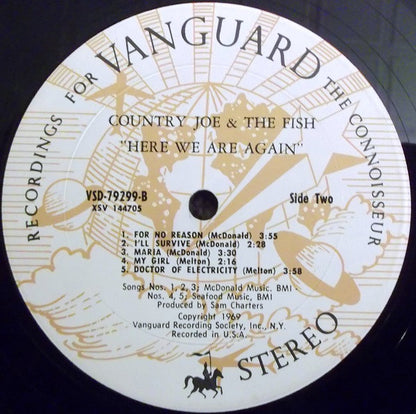 RECORDINGS FOR VANGUARD THE CONNOISSEUR
COUNTRY JOE & THE FISH
"HERE WE ARE AGAIN"
VSD-79299-B
XSV 144705
Side Two
1. FOR NO REASON (McDonald) 3:55
2. I'LL SURVIVE (McDonald) 2:28
3. MARIA (McDonald) 3:30
4. MY GIRL (Melton) 2:16
5. DOCTOR OF ELECTRICITY (Melton) 3:58
Songs Nos. 1, 2, 3; McDonald Music. BMI -
Nos. 4, 5; Seafood Music, BMI
Produced by Sam Charters
Copyright 1969
Vanguard Recording Society, Inc., N.Y.
Recorded in U.S.A.
STEREO